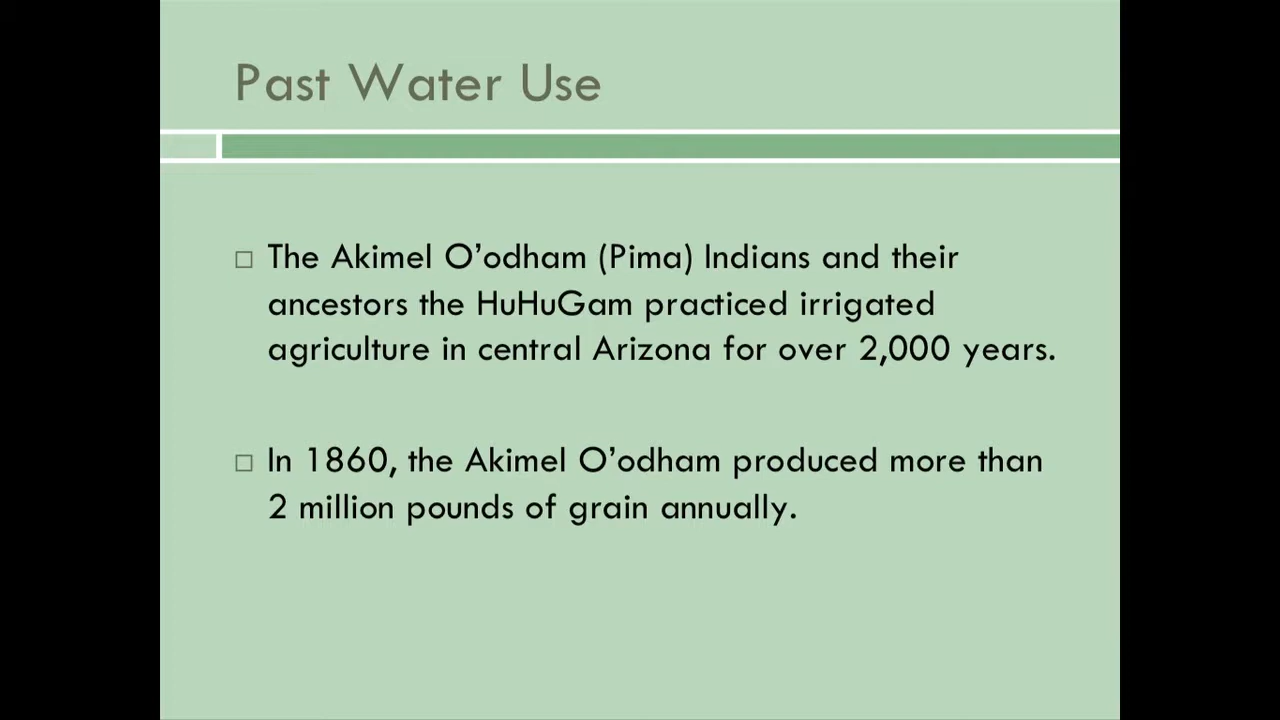 Past Water Use
The Akimel O’odham (Pima) Indians and their
ancestors the HuHuGam practiced irrigated
agriculture in central Arizona for over 2,000 years.
In 1860, the Akimel O’odham produced more than
2 million pounds of grain annually.